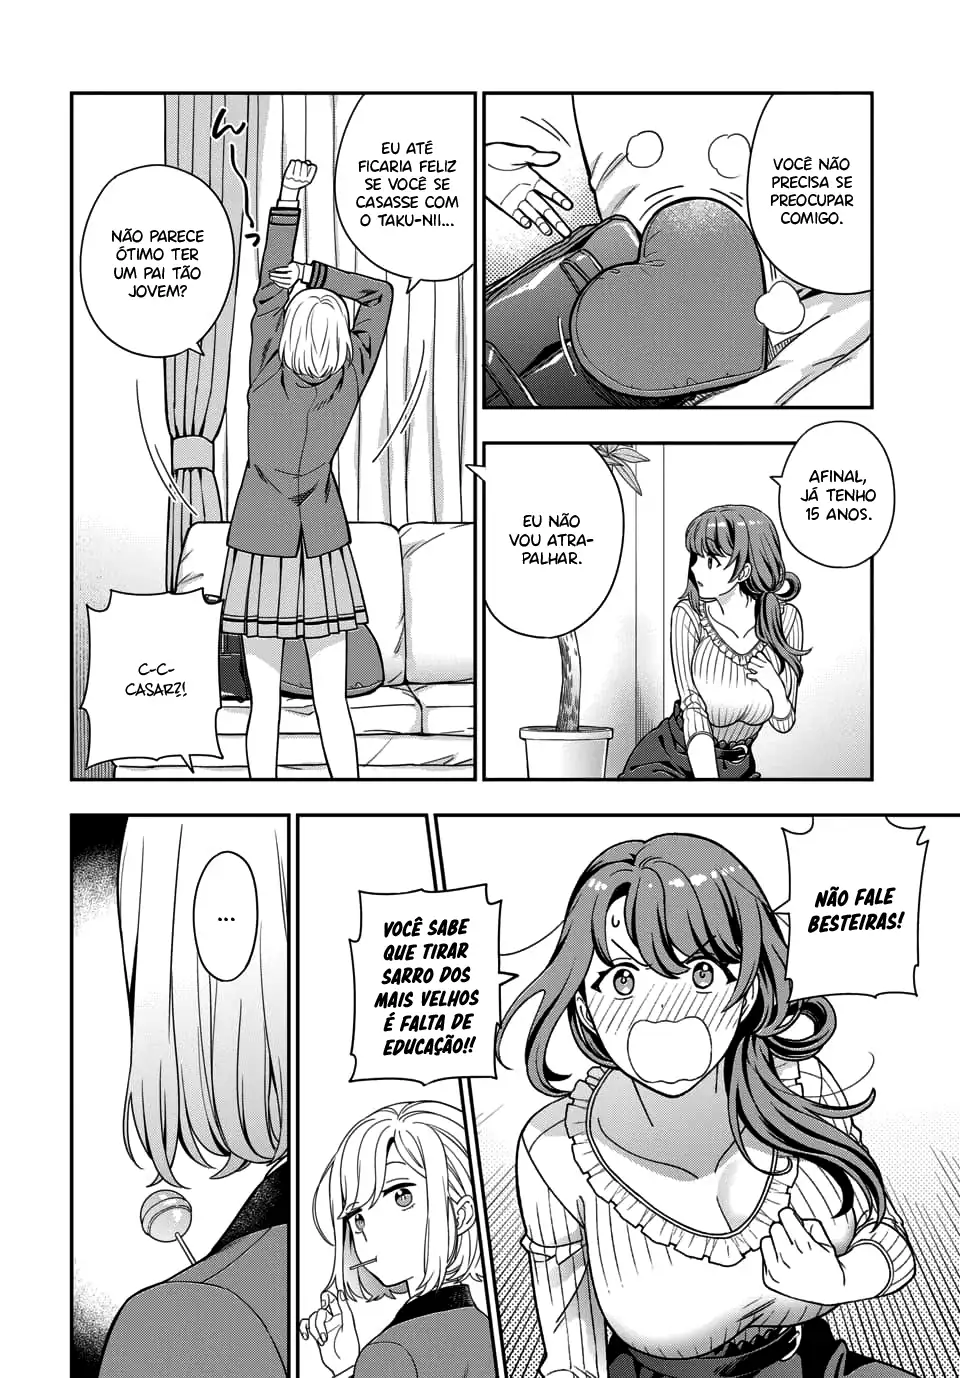 VOCÊ NÃO
PRECISA SE
PREOCUPAR
COMIGO.
AFINAL,
JÁ TENHO
15 ANOS.
EU NÃO
VOU ATRA-
PALHAR.
EU ATÉ
FICARIA FELIZ
SE VOCÊ SE
CASASSE COM
O TAKU-NII...
NÃO PARECE
ÓTIMO TER
UM PAI TÃO
JOVEM?
C-C-
CASAR?!
NÃO FALE
BESTEIRAS!
VOCÊ SABE
QUE TIRAR
SARRO DOS
MAIS VELHOS
É FALTA DE
EDUCAÇÃO!!
...